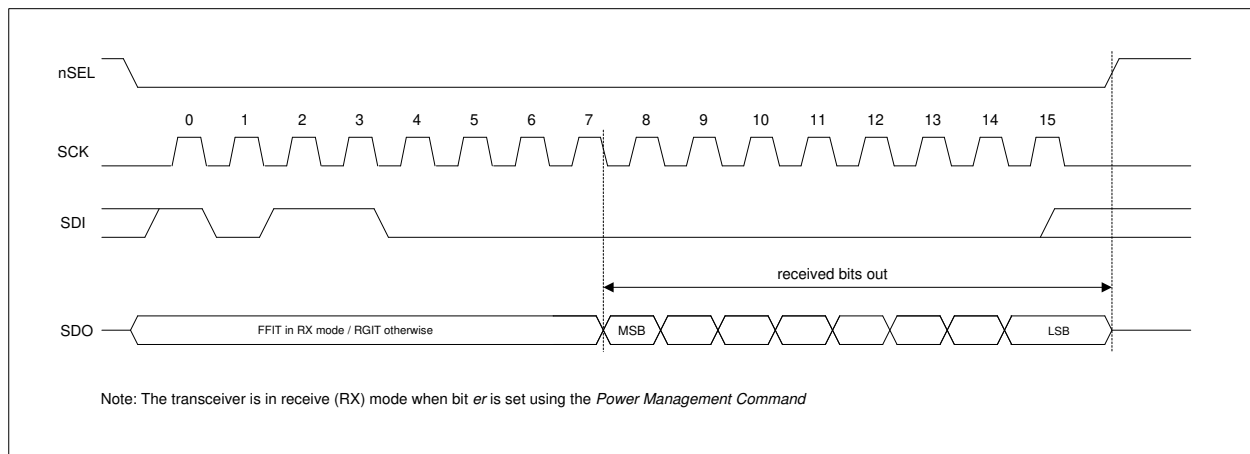 nSEL
0 1 2 3 4 5 6 7 8 9 10 11 12 13 14 15
SCK
SDI
received bits out
SDO
FFIT in RX mode / RGIT otherwise
MSB
LSB
Note: The transceiver is in receive (RX) mode when bit er is set using the Power Management Command